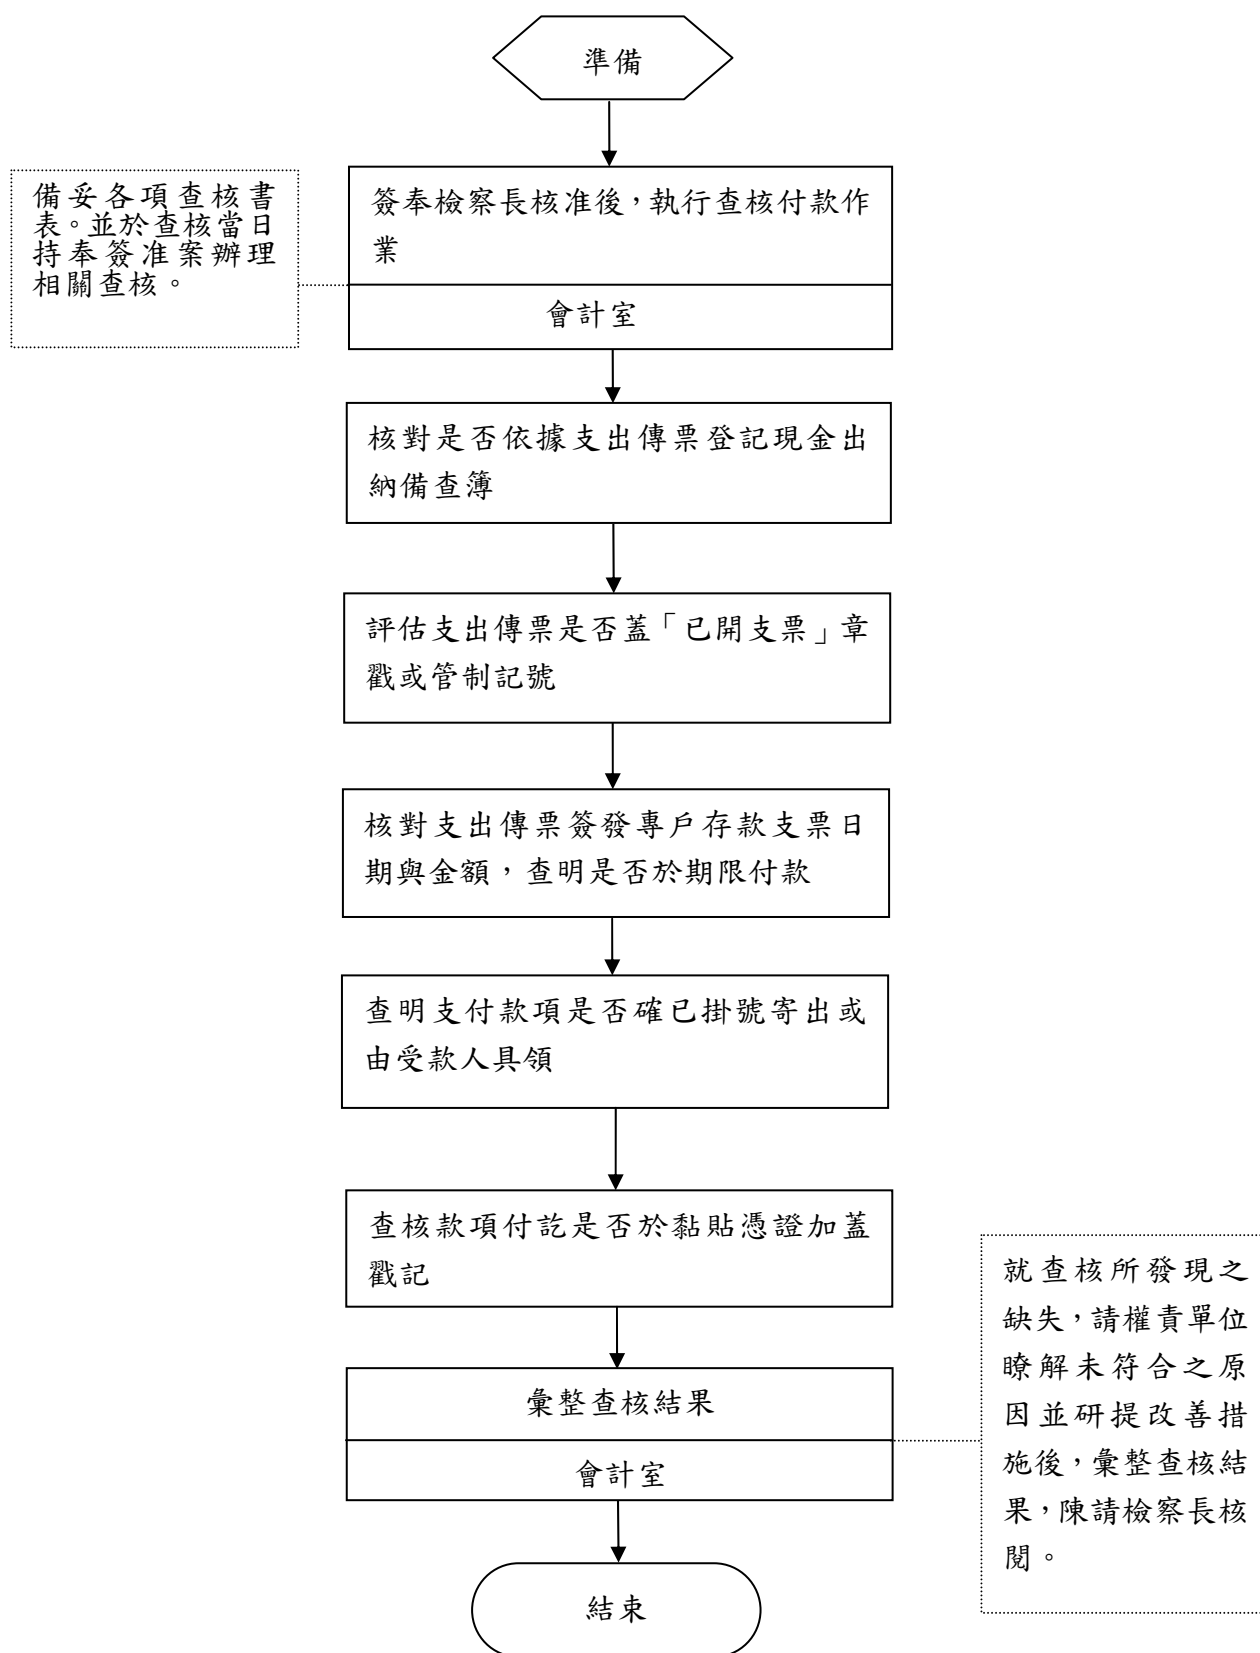 準備
備妥各項查核書
表。並於查核當日
持奉簽准案辦理
相關查核。
簽奉檢察長核准後，執行查核付款作
業
會計室
核對是否依據支出傳票登記現金出
納備查簿
評估支出傳票是否蓋「已開支票」章
戳或管制記號
核對支出傳票簽發專戶存款支票日
期與金額，查明是否於期限付款
查明支付款項是否確已掛號寄出或
由受款人具領
查核款項付訖是否於黏貼憑證加蓋
戳記
彙整查核結果
會計室
就查核所發現之
缺失，請權責單位
瞭解未符合之原
因並研提改善措
施後，彙整查核結
果，陳請檢察長核
閱。
結束